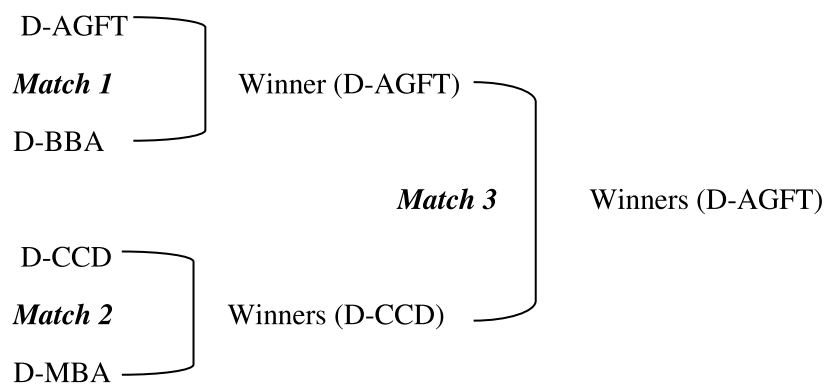 D-AGFT
Match 1 Winner (D-AGFT)
D-BBA
Match 3 Winners (D-AGFT)
D-CCD
Match 2 Winners (D-CCD)
D-MBA